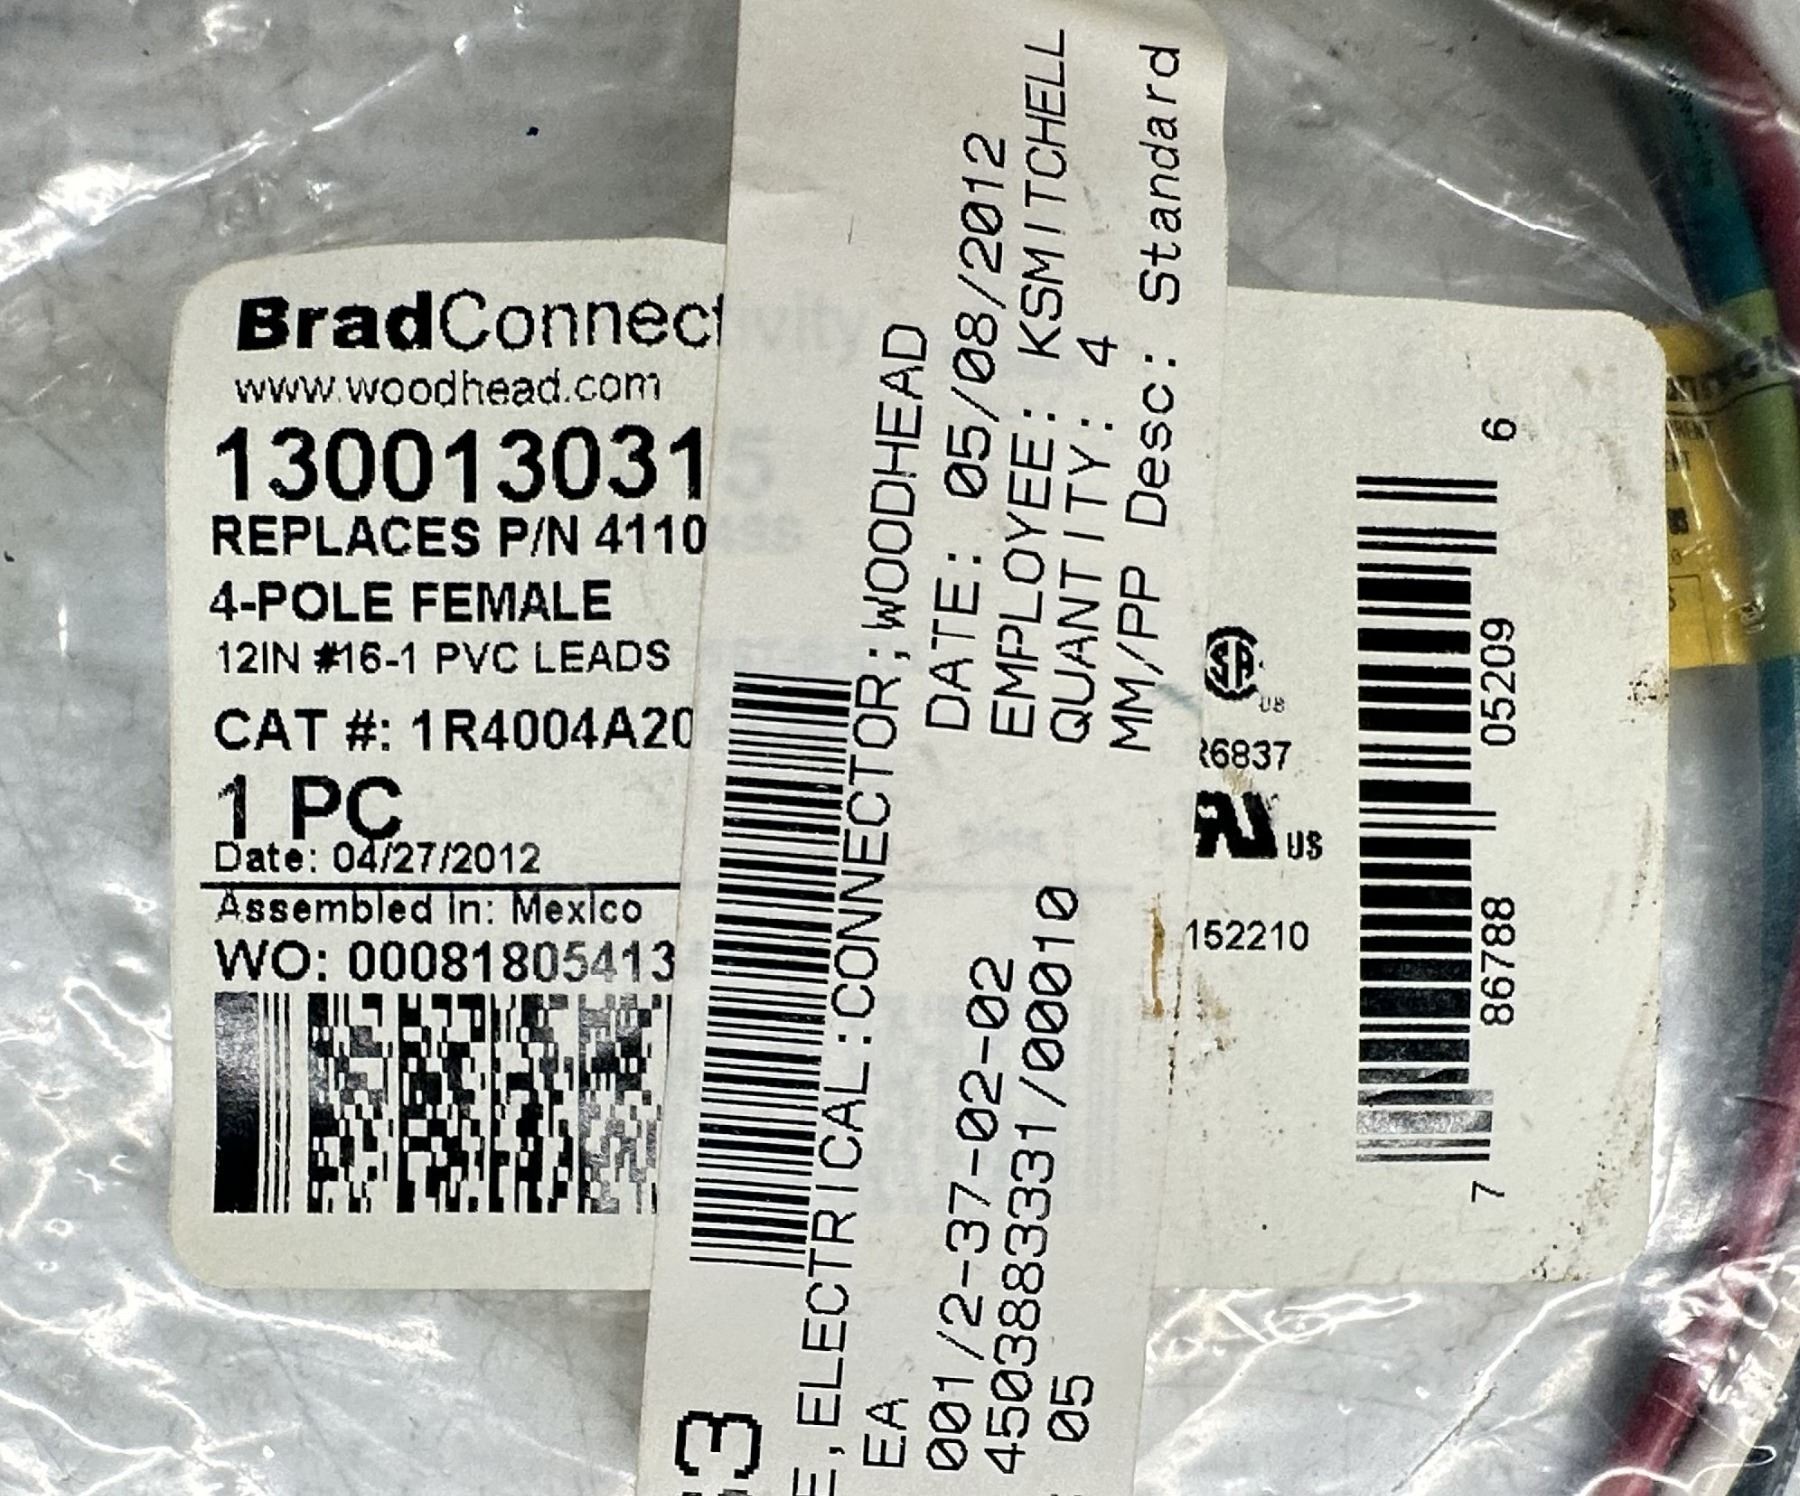 BradConnect
www.woodhead.com
130013031
REPLACES P/N 4110
4-POLE FEMALE
12IN #16-1 PVC LEADS
CAT #: 1R4004A20
1 PC
Date: 04/27/2012
Assembled In: Mexico
WO: 00081805413
,ELECTRICAL:CONNECTOR;WOODHEAD
EA
DATE: 05/08/2012
001/2-37-02-02
EMPLOYEE: KSMITCHELL
4503883331/00010
QUANTITY: 4
05
MM/PP Desc: Standard
US
6837
US
152210
7 86788 05209 6